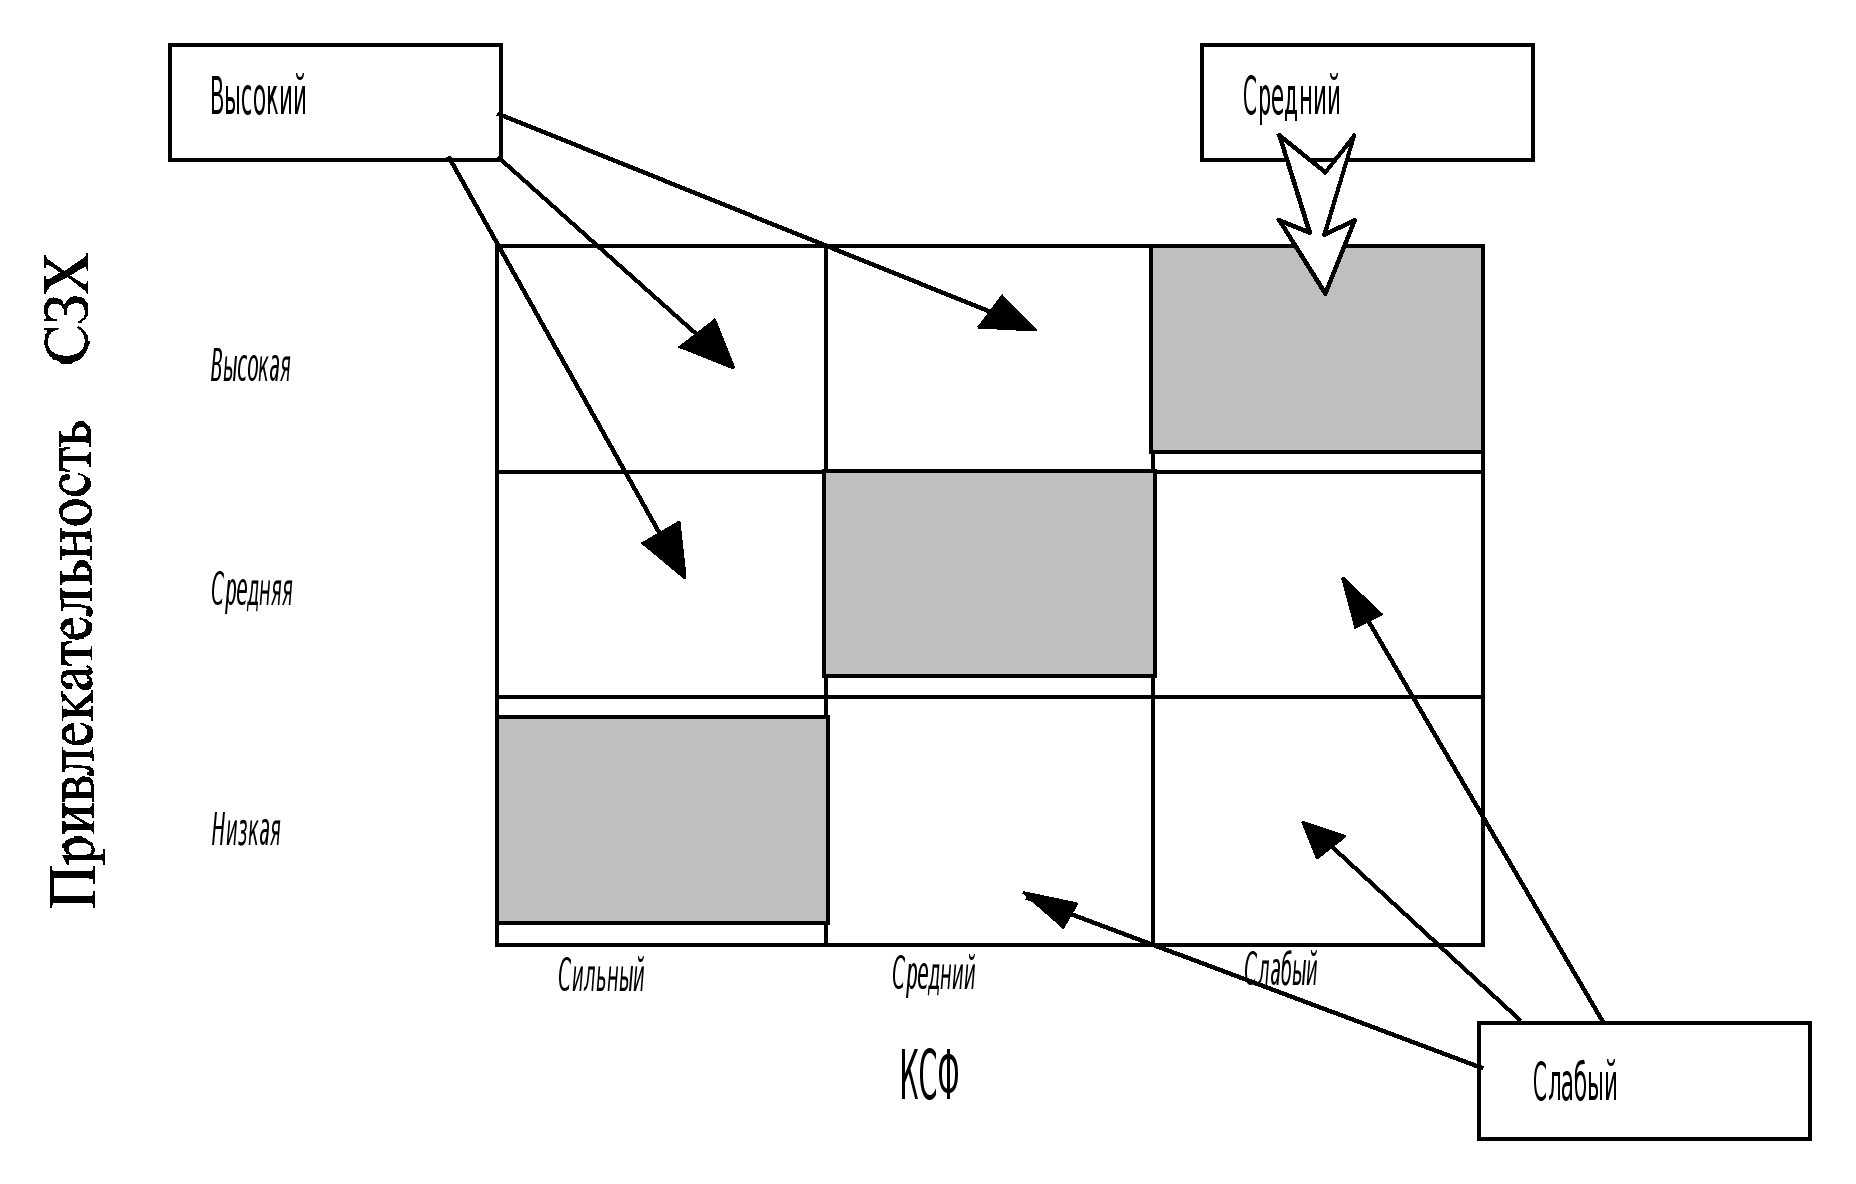 Высокий
Средний
Привлекательность СЗХ
Высокая
Средняя
Низкая
Сильный
Средний
Слабый
КСФ
Слабый